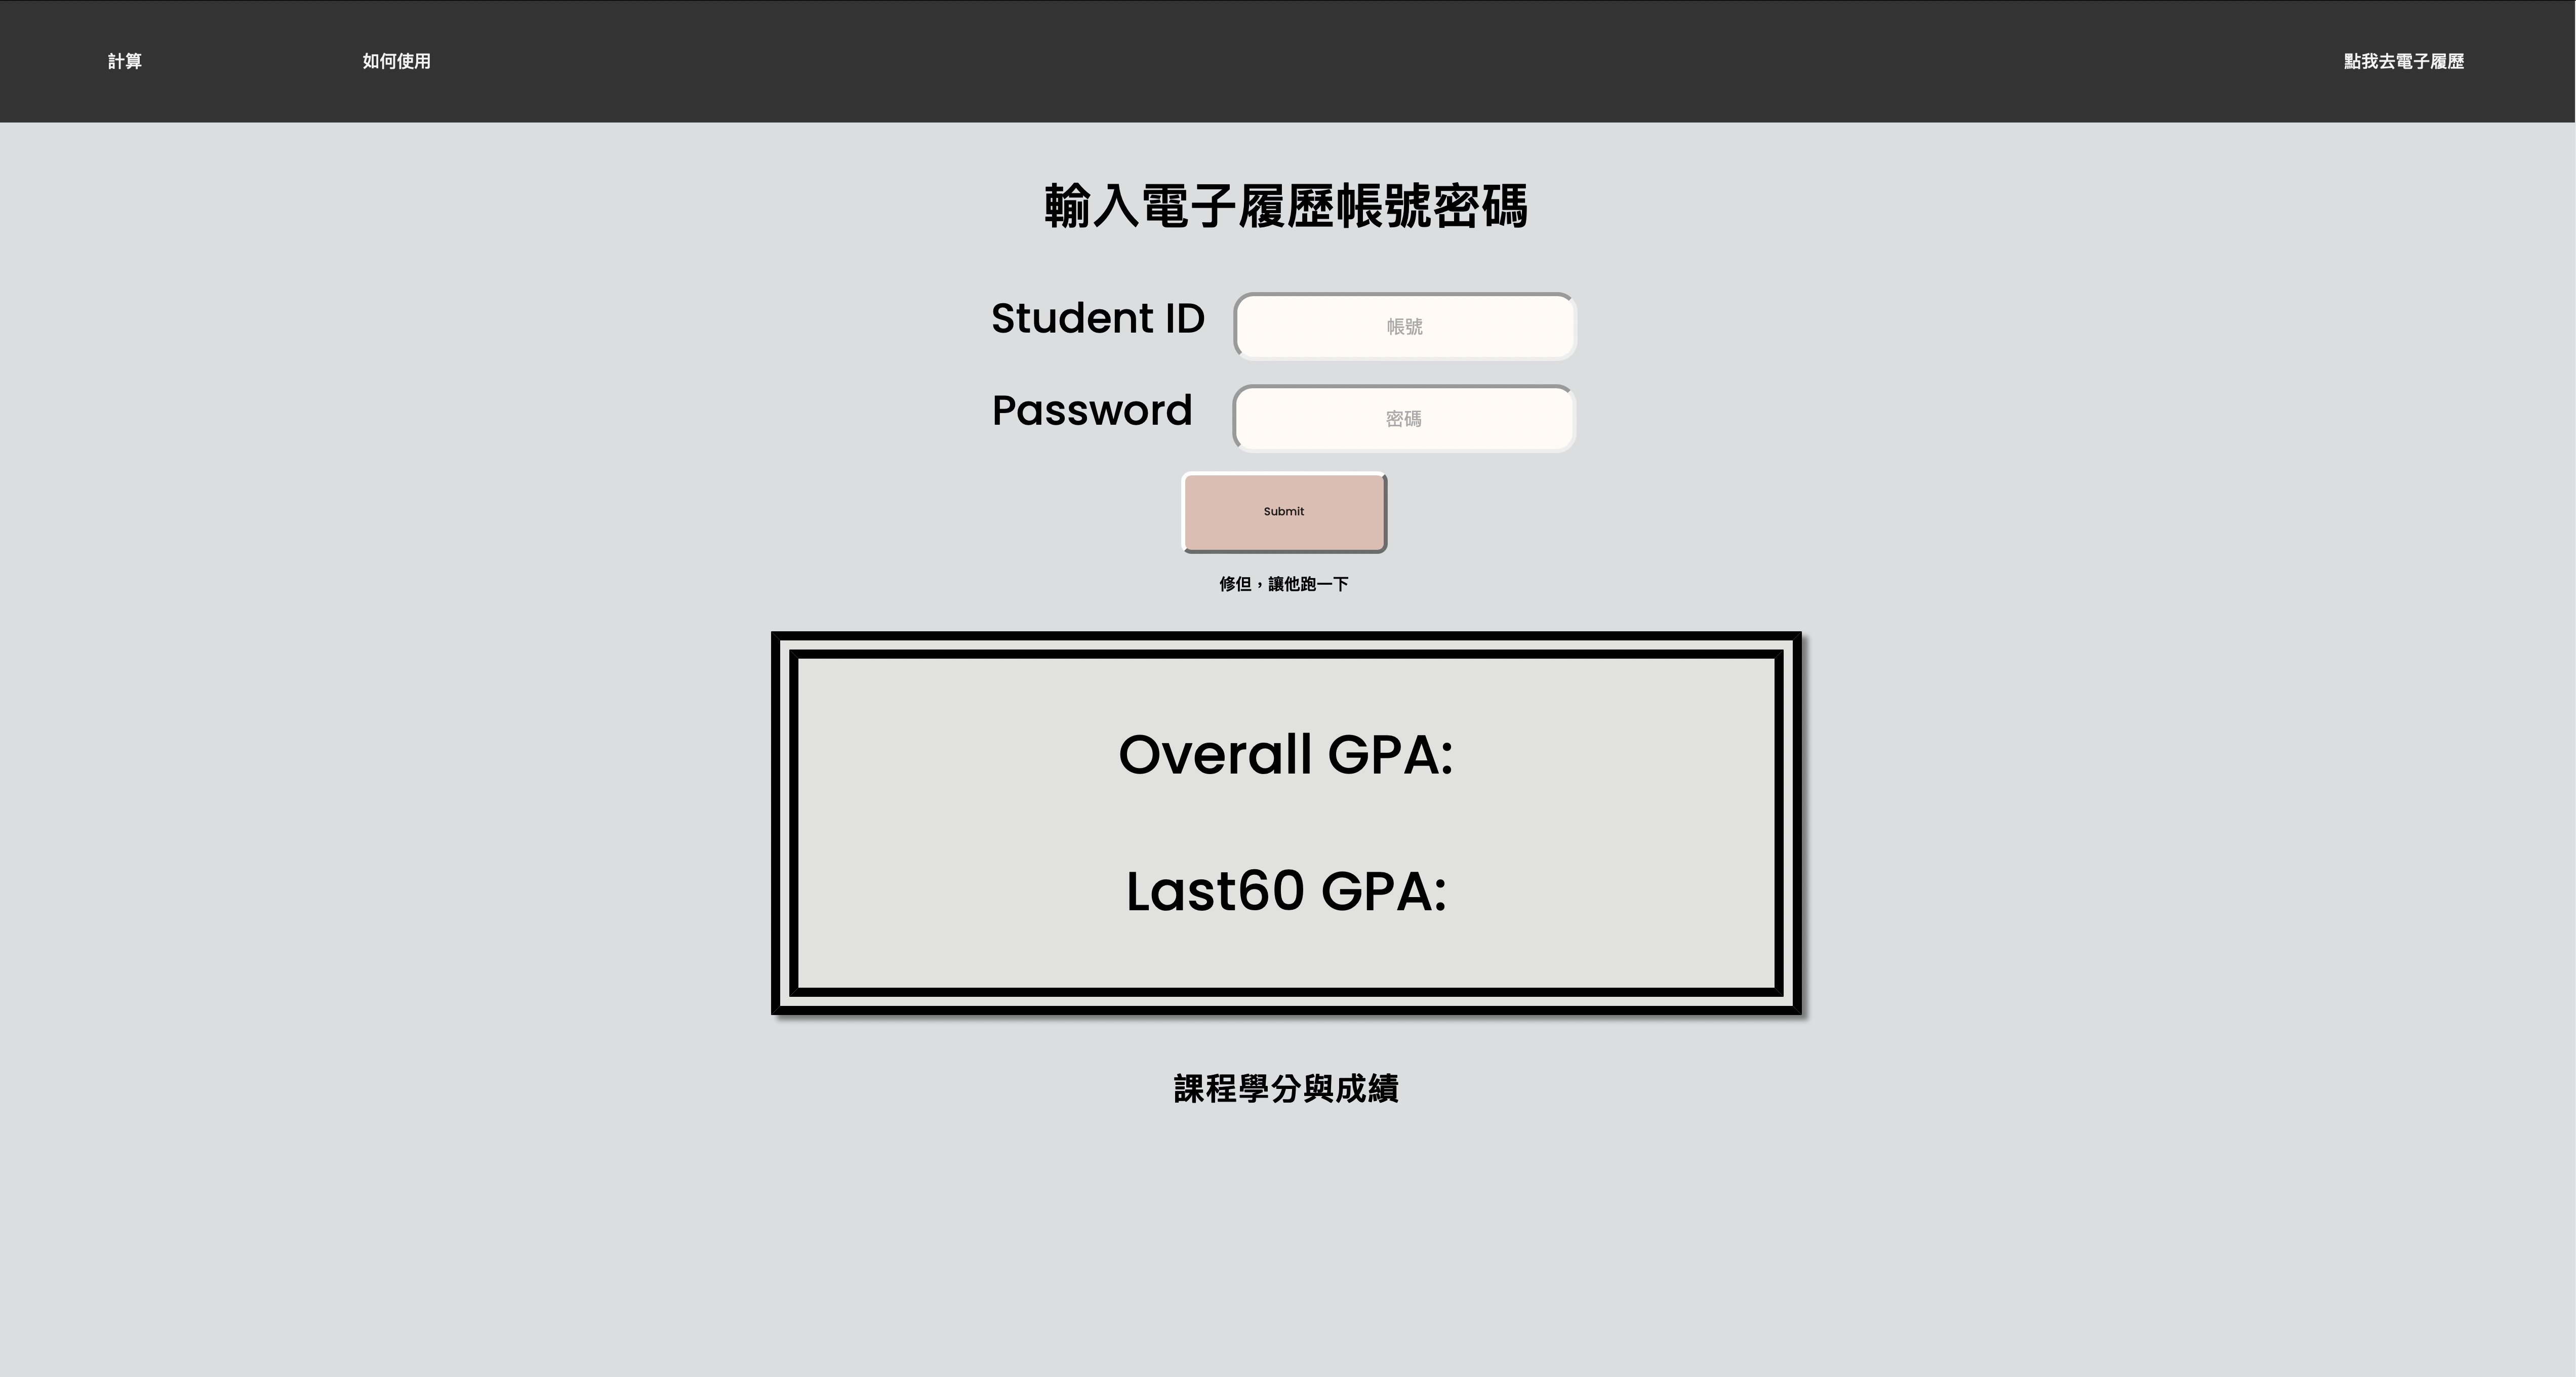 計算
如何使用
點我去電子履歷
輸入電子履歷帳號密碼
Student ID
帳號
Password
密碼
Submit
修但，讓他跑一下
Overall GPA:
Last60 GPA:
課程學分與成績